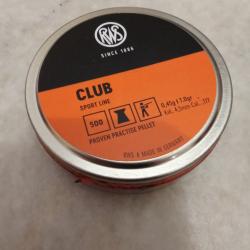 RWS
SINCE 1886
CLUB
SPORT LINE
500
0,45g | 7.0gr
Kal. 4,5mm Cal. .177
PROVEN PRACTISE PELLET
RWS MADE IN GERMANY